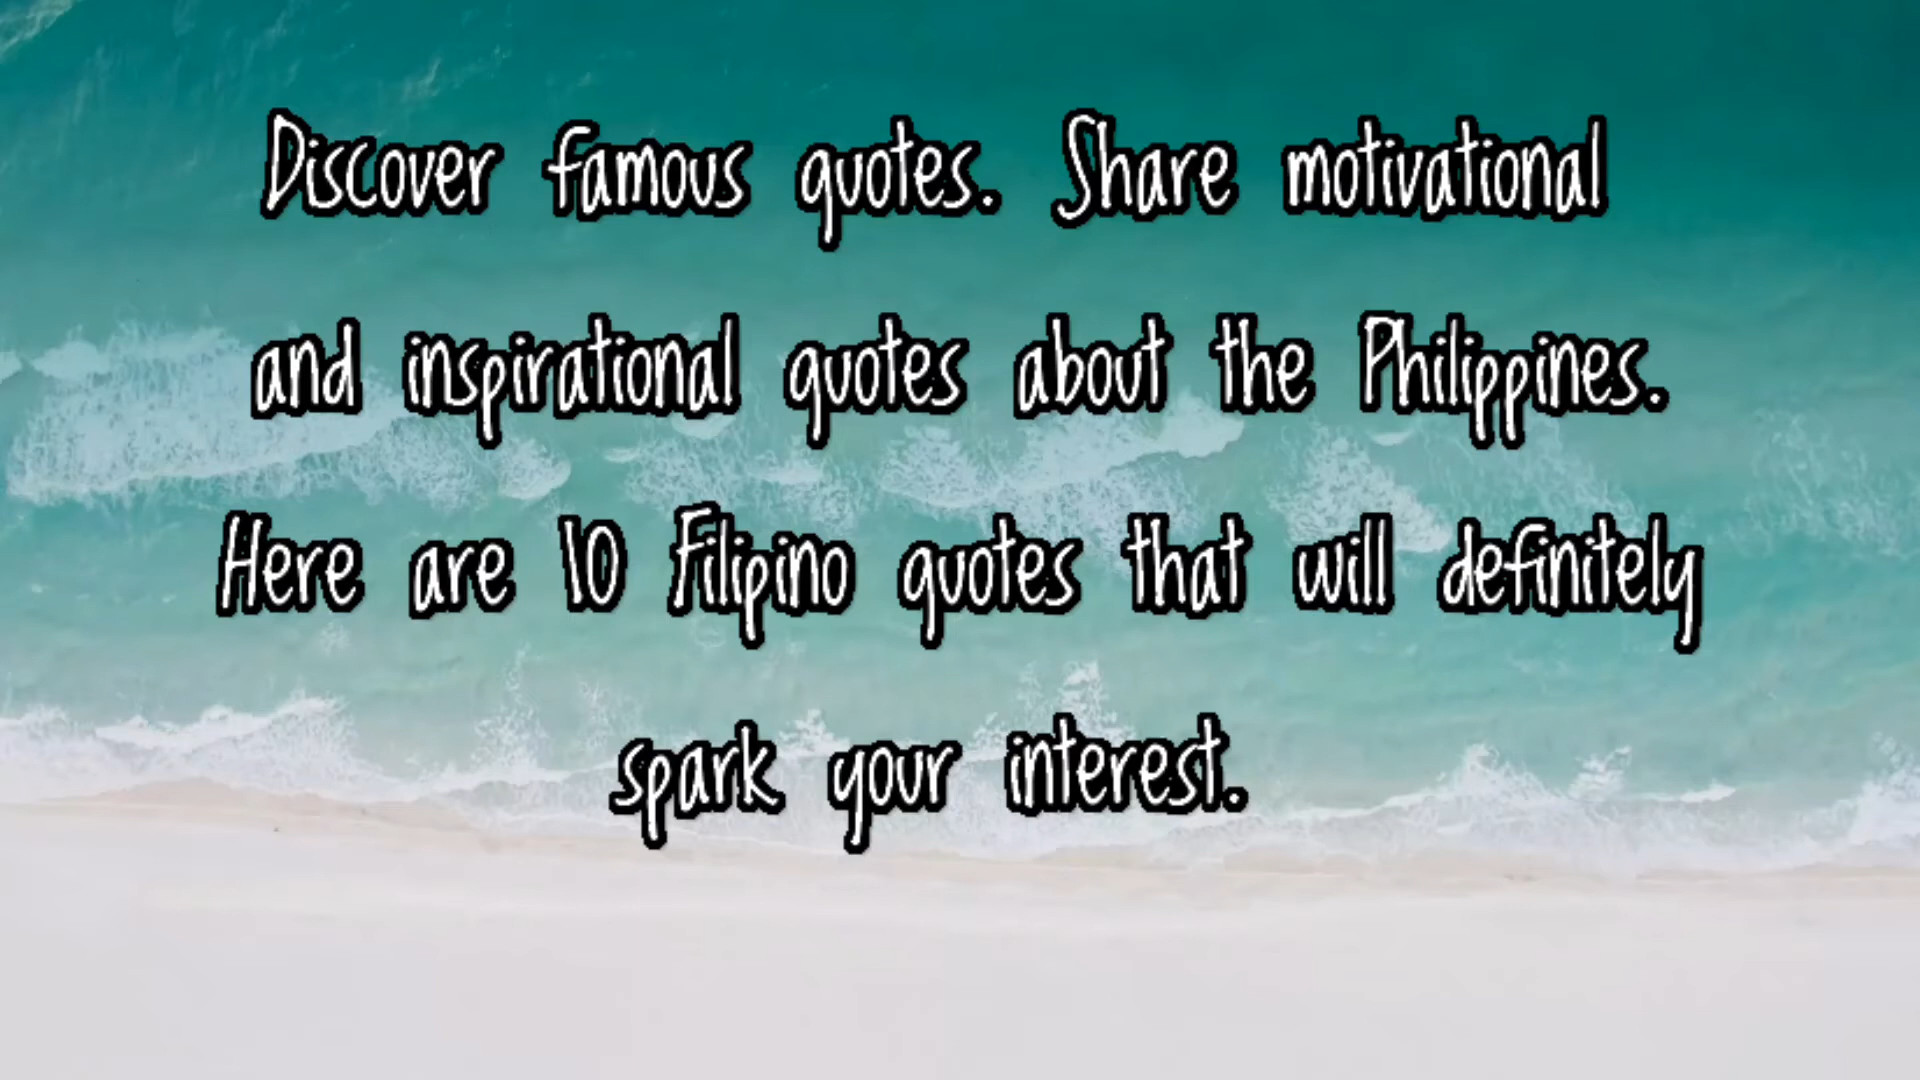 Discover famous quotes. Share motivational
and inspirational quotes about the Philippines.
Here are 10 Filipino quotes that will definitely
spark your interest.